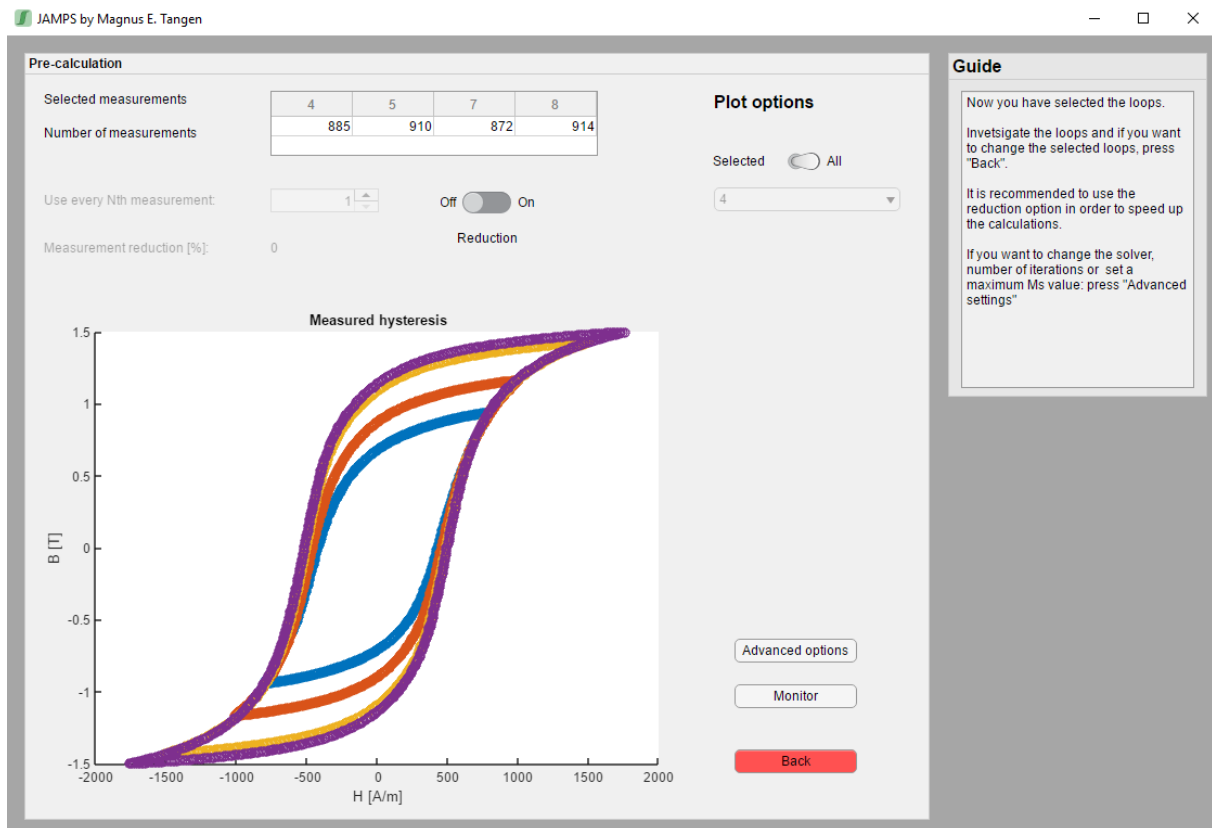 JAMPS by Magnus E. Tangen
Pre-calculation
Selected measurements
4 5 7 8
Number of measurements
885 910 872 914
Use every Nth measurement:
1
Off On
Reduction
Measurement reduction [%]:
0
Plot options
Selected All
4
Measured hysteresis
1.5
1
0.5
0
-0.5
-1
-1.5
B [T]
-2000 -1500 -1000 -500 0 500 1000 1500 2000
H [A/m]
Advanced options
Monitor
Back
Guide
Now you have selected the loops.
Invetsigate the loops and if you want
to change the selected loops, press
"Back".
It is recommended to use the
reduction option in order to speed up
the calculations.
If you want to change the solver,
number of iterations or set a
maximum Ms value: press "Advanced
settings"